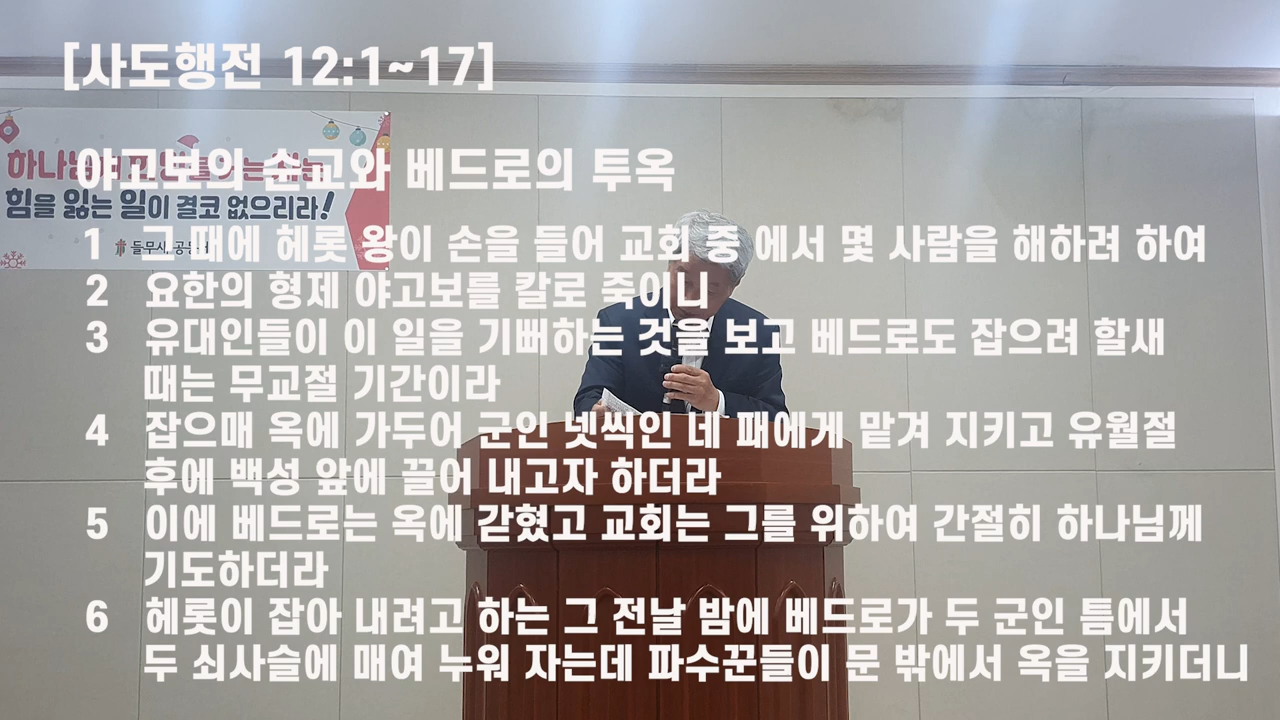 [사도행전 12:1~17]
하나님의
힘을 잃는 일이 결코 없으리라!
들무새 공동체
야고보의 순교와 베드로의 투옥
1 그 때에 헤롯 왕이 손을 들어 교회 중 에서 몇 사람을 해하려 하여
2 요한의 형제 야고보를 칼로 죽이니
3 유대인들이 이 일을 기뻐하는 것을 보고 베드로도 잡으려 할새
때는 무교절 기간이라
4 잡으매 옥에 가두어 군인 넷씩인 네 패에게 맡겨 지키고 유월절
후에 백성 앞에 끌어 내고자 하더라
5 이에 베드로는 옥에 갇혔고 교회는 그를 위하여 간절히 하나님께
기도하더라
6 헤롯이 잡아 내려고 하는 그 전날 밤에 베드로가 두 군인 틈에서
두 쇠사슬에 매여 누워 자는데 파수꾼들이 문 밖에서 옥을 지키더니